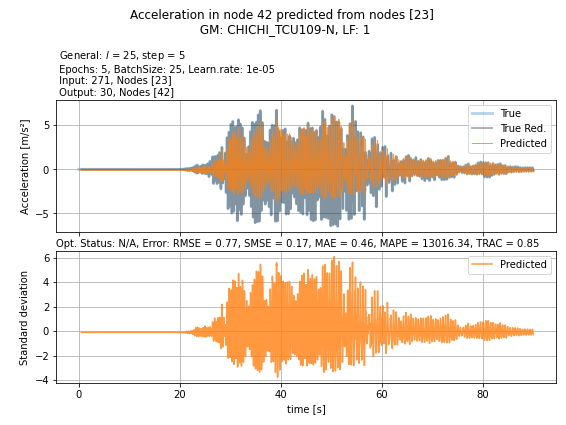 Acceleration in node 42 predicted from nodes [23]
GM: CHICHI_TCU109-N, LF: 1
General: l = 25, step = 5
Epochs: 5, BatchSize: 25, Learn.rate: 1e-05
Input: 271, Nodes [23]
Output: 30, Nodes [42]
Acceleration [m/s²]
5
0
−5
True
True Red.
Predicted
Opt. Status: N/A, Error: RMSE = 0.77, SMSE = 0.17, MAE = 0.46, MAPE = 13016.34, TRAC = 0.85
Standard deviation
6
4
2
0
−2
−4
Predicted
0 20 40 60 80
time [s]